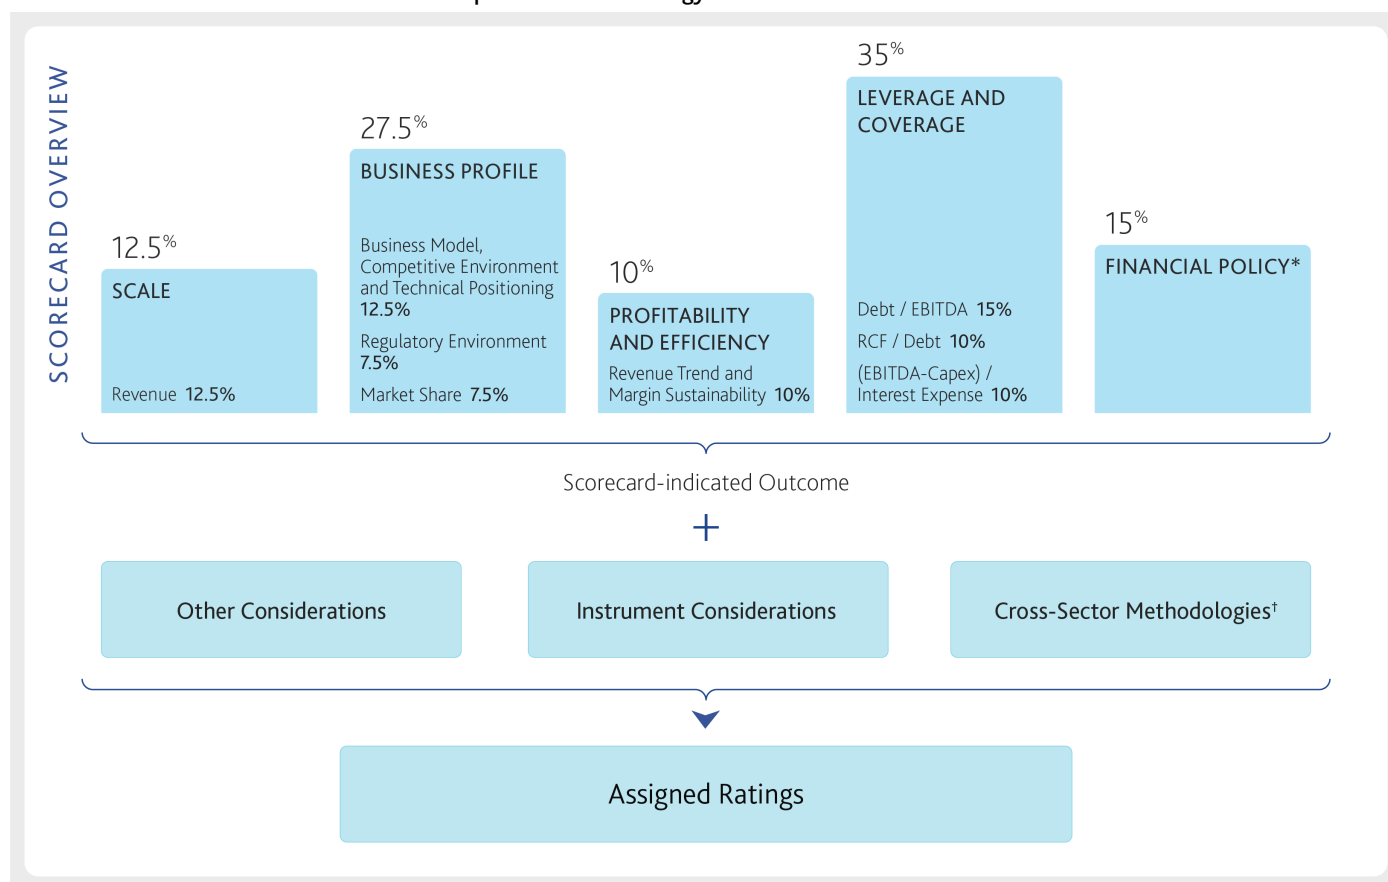 SCORECARD OVERVIEW
12.5%
SCALE
Revenue 12.5%
27.5%
BUSINESS PROFILE
Business Model,
Competitive Environment
and Technical Positioning
12.5%
Regulatory Environment
7.5%
Market Share 7.5%
10%
PROFITABILITY
AND EFFICIENCY
Revenue Trend and
Margin Sustainability 10%
35%
LEVERAGE AND
COVERAGE
Debt / EBITDA 15%
RCF / Debt 10%
(EBITDA-Capex) /
Interest Expense 10%
15%
FINANCIAL POLICY*
Scorecard-indicated Outcome
+
Other Considerations
Instrument Considerations
Cross-Sector Methodologies†
Assigned Ratings